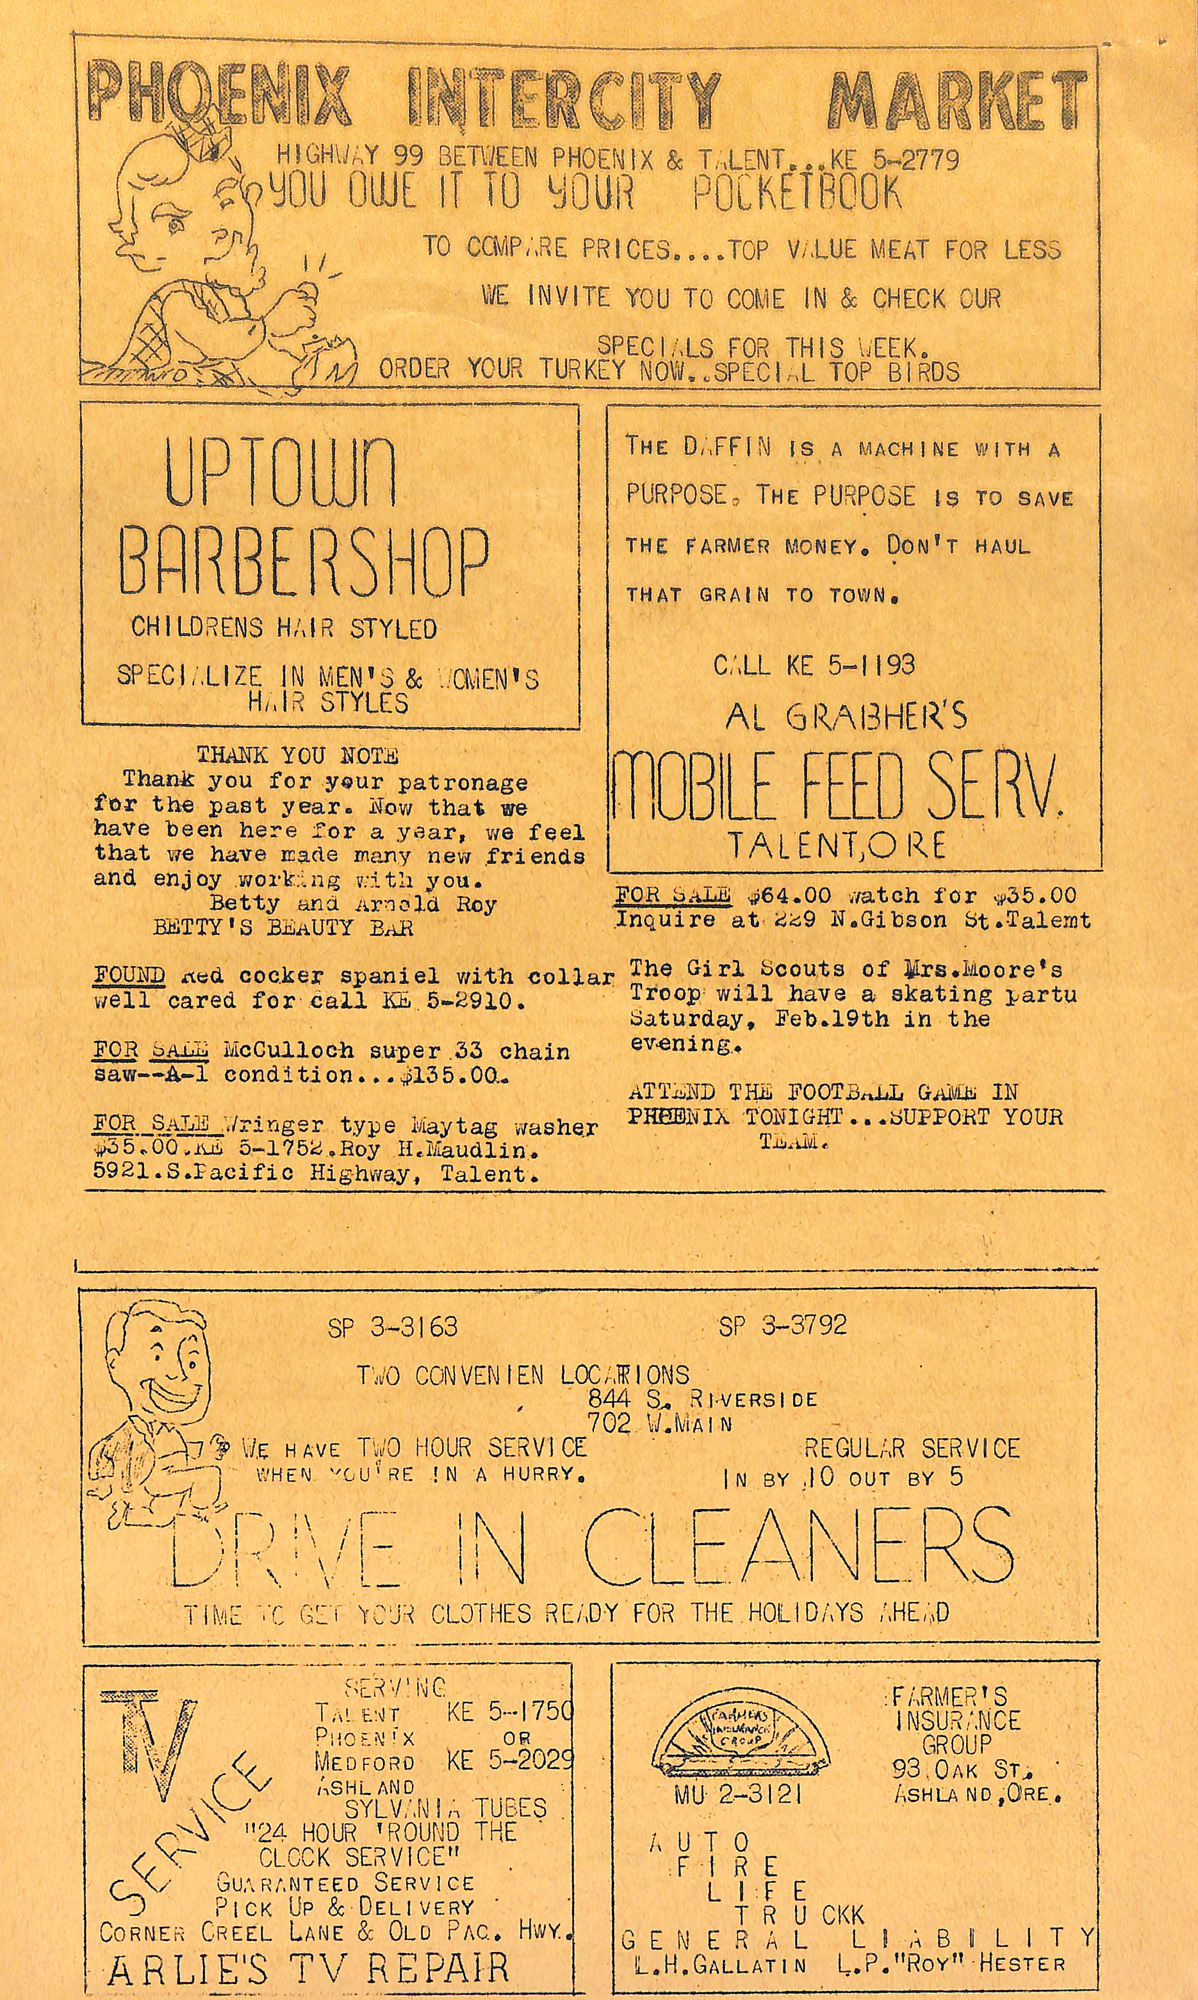 PHOENIX INTERCITY MARKET
HIGHWAY 99 BETWEEN PHOENIX & TALENT...KE 5-2779
YOU OWE IT TO YOUR POCKETBOOK
TO COMPARE PRICES....TOP VALUE MEAT FOR LESS
WE INVITE YOU TO COME IN & CHECK OUR
SPECIALS FOR THIS WEEK.
ORDER YOUR TURKEY NOW..SPECIAL TOP BIRDS
UPTOWN
BARBERSHOP
CHILDRENS HAIR STYLED
SPECIALIZE IN MEN'S & WOMEN'S
HAIR STYLES
THANK YOU NOTE
Thank you for your patronage
for the past year. Now that we
have been here for a year, we feel
that we have made many new friends
and enjoy working with you.
Betty and Arnold Roy
BETTY'S BEAUTY BAR
FOUND Red cocker spaniel with collar
well cared for call KE 5-2910.
FOR SALE McCulloch super 33 chain
saw--A-1 condition...$135.00.
FOR SALE Wringer type Maytag washer
$35.00.KE 5-1752.Roy H.Maudlin.
5921.S.Pacific Highway, Talent.
THE DAFFIN IS A MACHINE WITH A
PURPOSE. THE PURPOSE IS TO SAVE
THE FARMER MONEY. DON'T HAUL
THAT GRAIN TO TOWN.
CALL KE 5-1193
AL GRABHER'S
MOBILE FEED SERV.
TALENT,ORE
FOR SALE $64.00 watch for $35.00
Inquire at 229 N.Gibson St.Talemt
The Girl Scouts of Mrs.Moore's
Troop will have a skating partu
Saturday, Feb.19th in the
evening.
ATTEND THE FOOTBALL GAME IN
PHOENIX TONIGHT...SUPPORT YOUR
TEAM.
SP 3-3163 SP 3-3792
TWO CONVENIEN LOCATIONS
844 S. RIVERSIDE
702 W.MAIN
WE HAVE TWO HOUR SERVICE REGULAR SERVICE
WHEN YOU'RE IN A HURRY. IN BY 10 OUT BY 5
DRIVE IN CLEANERS
TIME TO GET YOUR CLOTHES READY FOR THE HOLIDAYS AHEAD
TV
SERVICE
SERVING
TALENT KE 5-1750
PHOENIX OR
MEDFORD KE 5-2029
ASHLAND
SYLVANIA TUBES
"24 HOUR 'ROUND THE
CLOCK SERVICE"
GUARANTEED SERVICE
PICK UP & DELIVERY
CORNER CREEL LANE & OLD PAC. HWY.
ARLIE'S TV REPAIR
FARMERS
INSURANCE
GROUP
MU 2-3121
FARMER'S
INSURANCE
GROUP
93 OAK ST.
ASHLAND,ORE.
AUTO
FIRE
LIFE
TRUCKK
GENERAL LIABILITY
L.H.GALLATIN L.P."ROY" HESTER